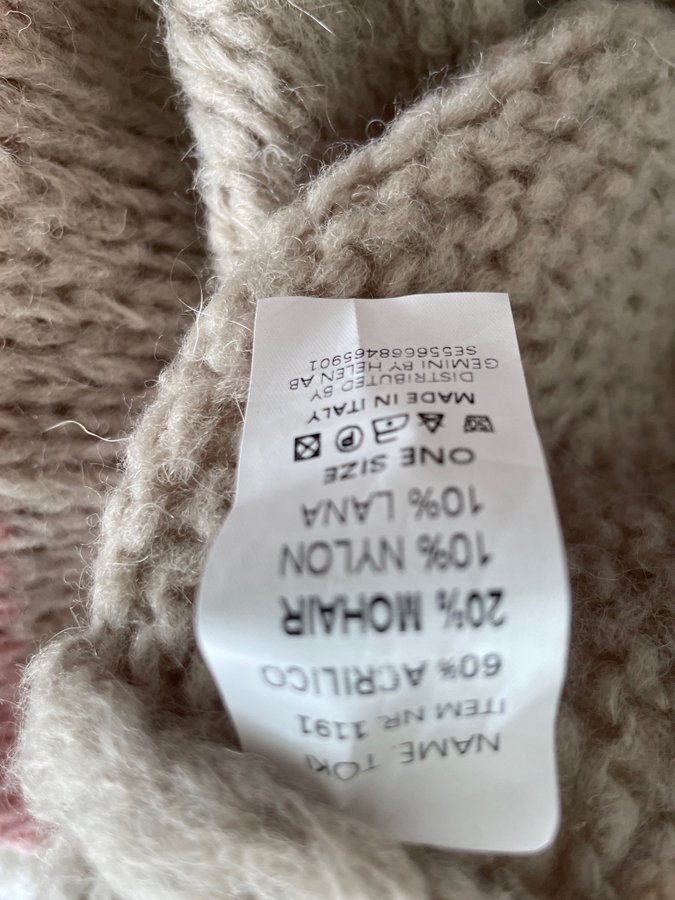 NAME. TOKI
ITEM NR. 1191
60% ACRILICO
20% MOHAIR
10% NYLON
10% LANA
ONE SIZE
MADE IN ITALY
DISTRIBUTED BY
GEMINI BY HELEN AB
SE556668465901